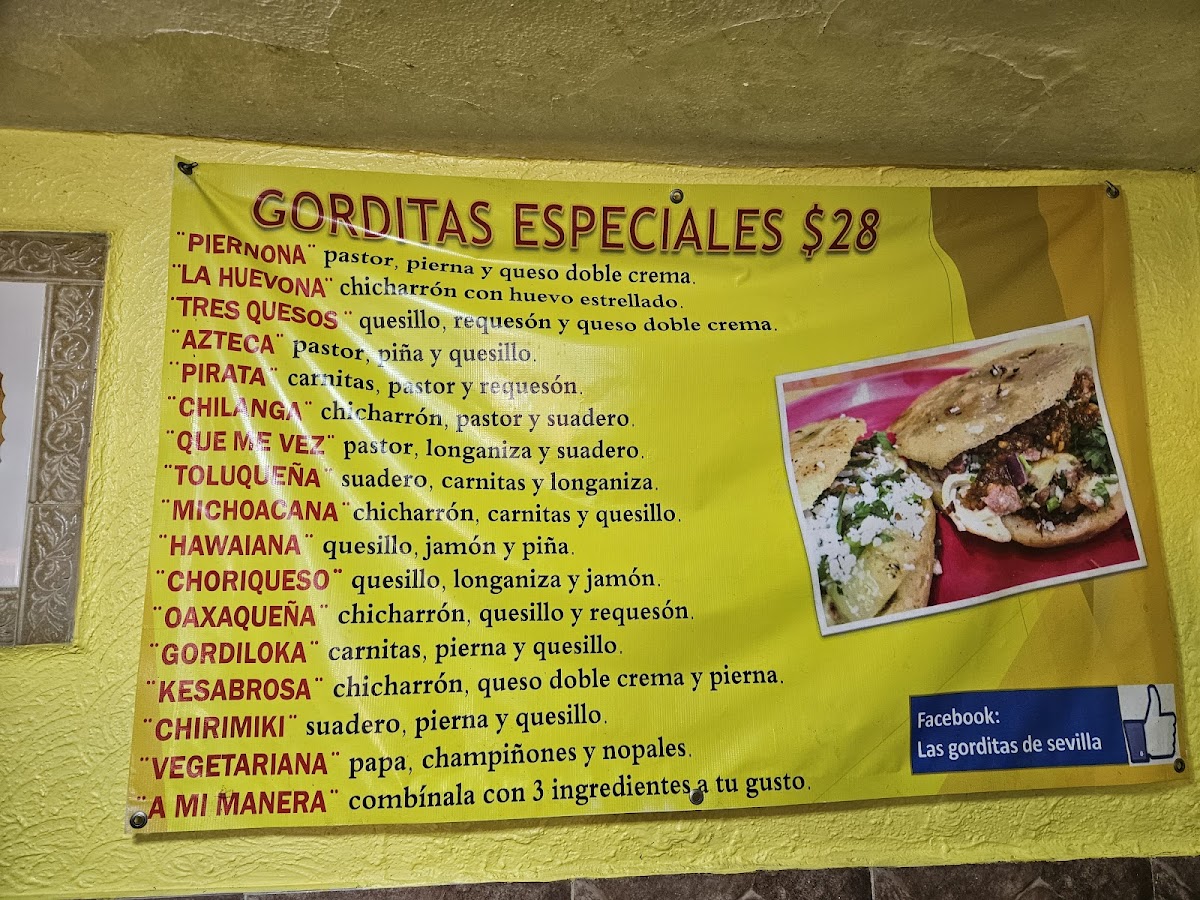 GORDITAS ESPECIALES $28
¨PIERNONA¨ pastor, pierna y queso doble crema.
¨LA HUEVONA¨ chicharrón con huevo estrellado.
¨TRES QUESOS¨ quesillo, requesón y queso doble crema.
¨AZTECA¨ pastor, piña y quesillo.
¨PIRATA¨ carnitas, pastor y requesón.
¨CHILANGA¨ chicharrón, pastor y suadero.
¨QUE ME VEZ¨ pastor, longaniza y suadero.
¨TOLUQUEÑA¨ suadero, carnitas y longaniza.
¨MICHOACANA¨ chicharrón, carnitas y quesillo.
¨HAWAIANA¨ quesillo, jamón y piña.
¨CHORIQUESO¨ quesillo, longaniza y jamón.
¨OAXAQUEÑA¨ chicharrón, quesillo y requesón.
¨GORDILOKA¨ carnitas, pierna y quesillo.
¨KESABROSA¨ chicharrón, queso doble crema y pierna.
¨CHIRIMIKI¨ suadero, pierna y quesillo.
¨VEGETARIANA¨ papa, champiñones y nopales.
¨A MI MANERA¨ combínala con 3 ingredientes a tu gusto.
Facebook:
Las gorditas de sevilla